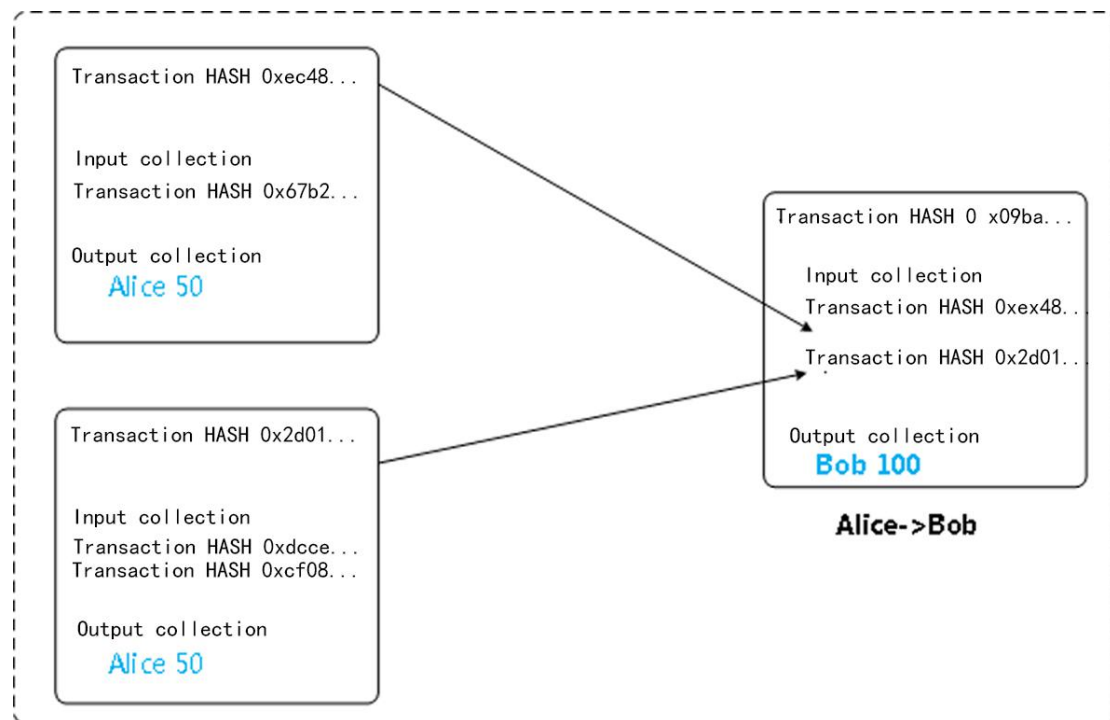 Transaction HASH 0xec48...
Input collection
Transaction HASH 0x67b2...
Output collection
Alice 50
Transaction HASH 0x2d01...
Input collection
Transaction HASH 0xdcce...
Transaction HASH 0xcf08...
Output collection
Alice 50
Transaction HASH 0 x09ba...
Input collection
Transaction HASH 0xex48...
Transaction HASH 0x2d01...
Output collection
Bob 100
Alice->Bob